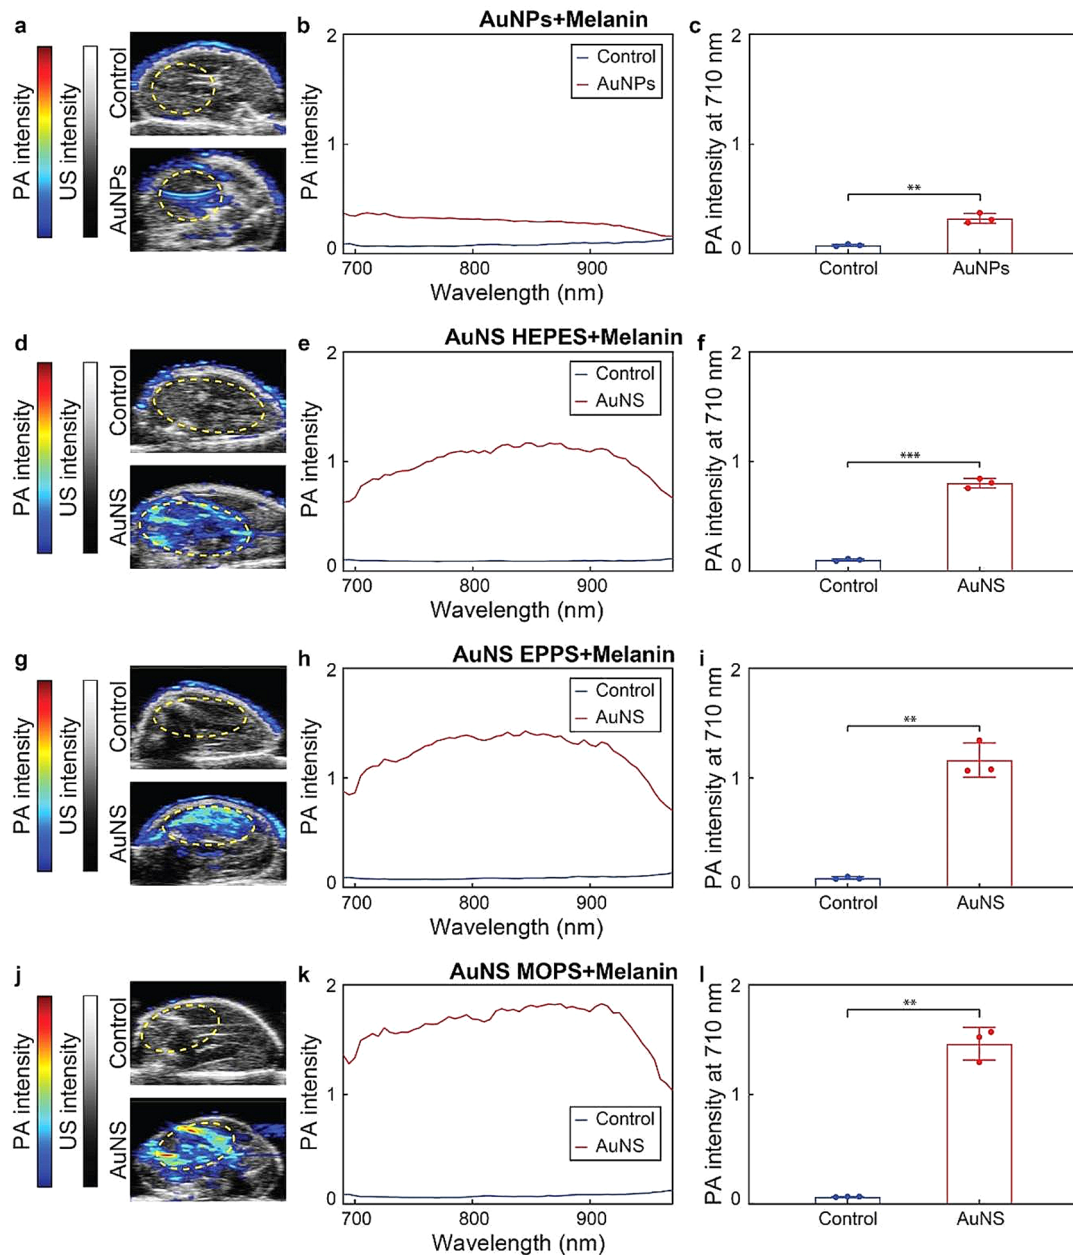 a
PA intensity
US intensity
Control
AuNPs
b
AuNPs+Melanin
2
1
0
PA intensity
Control
AuNPs
700
800
900
Wavelength (nm)
c
2
1
0
PA intensity at 710 nm
**
Control
AuNPs
d
PA intensity
US intensity
Control
AuNS
e
AuNS HEPES+Melanin
2
1
0
PA intensity
Control
AuNS
700
800
900
Wavelength (nm)
f
2
1
0
PA intensity at 710 nm
***
Control
AuNS
g
PA intensity
US intensity
Control
AuNS
h
AuNS EPPS+Melanin
2
1
0
PA intensity
Control
AuNS
700
800
900
Wavelength (nm)
i
2
1
0
PA intensity at 710 nm
**
Control
AuNS
j
PA intensity
US intensity
Control
AuNS
k
AuNS MOPS+Melanin
2
1
0
PA intensity
Control
AuNS
700
800
900
Wavelength (nm)
l
2
1
0
PA intensity at 710 nm
**
Control
AuNS